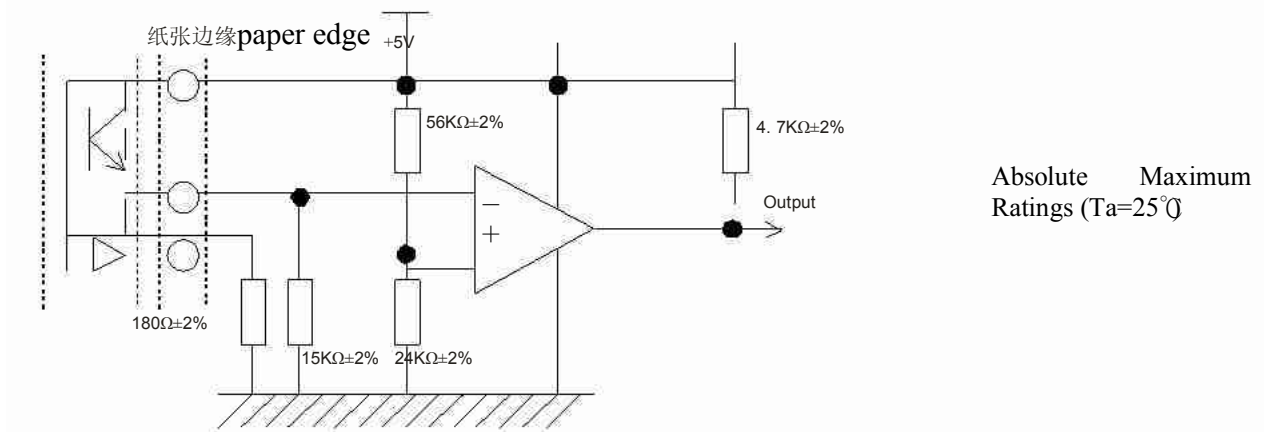 纸张边缘paper edge
+5V
56KΩ±2%
4. 7KΩ±2%
−
+
Output
180Ω±2%
15KΩ±2%
24KΩ±2%
Absolute Maximum
Ratings (Ta=25℃)